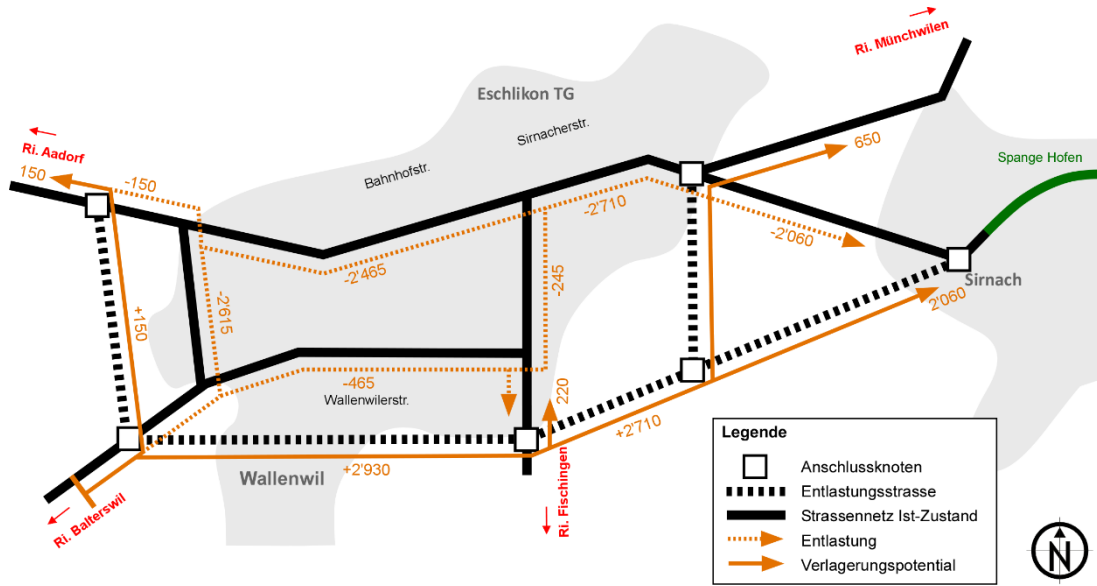 Ri. Münchwilen
Eschlikon TG
Sirnacherstr.
Ri. Aadorf
150
-150
Bahnhofstr.
650
Spange Hofen
-2'710
-2'060
-2'465
-245
Sirnach
2'060
+150
-2'615
-465
Wallenwilerstr.
220
+2'710
Wallenwil
+2'930
Ri. Balterswil
Ri. Fischingen
Legende
Anschlussknoten
Entlastungsstrasse
Strassennetz Ist-Zustand
Entlastung
Verlagerungspotential
N